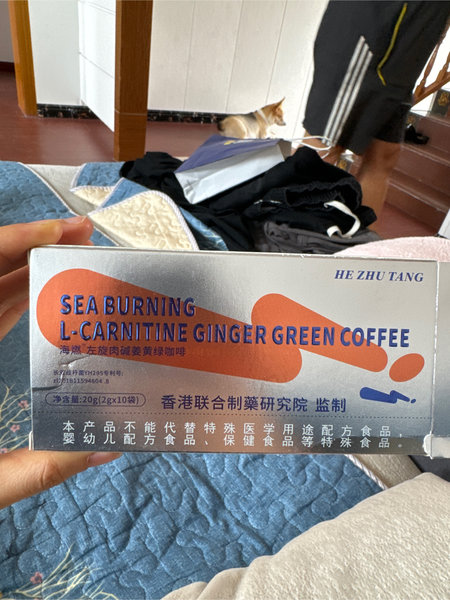 HE ZHU TANG
SEA BURNING
L-CARNITINE GINGER GREEN COFFEE
海燃 左旋肉碱姜黄绿咖啡
净含量:20g(2gx10袋)
香港联合制藥研究院 监制
本产品不能代替特殊医学用途配方食品,
婴幼儿配方食品、保健食品等特殊食品。